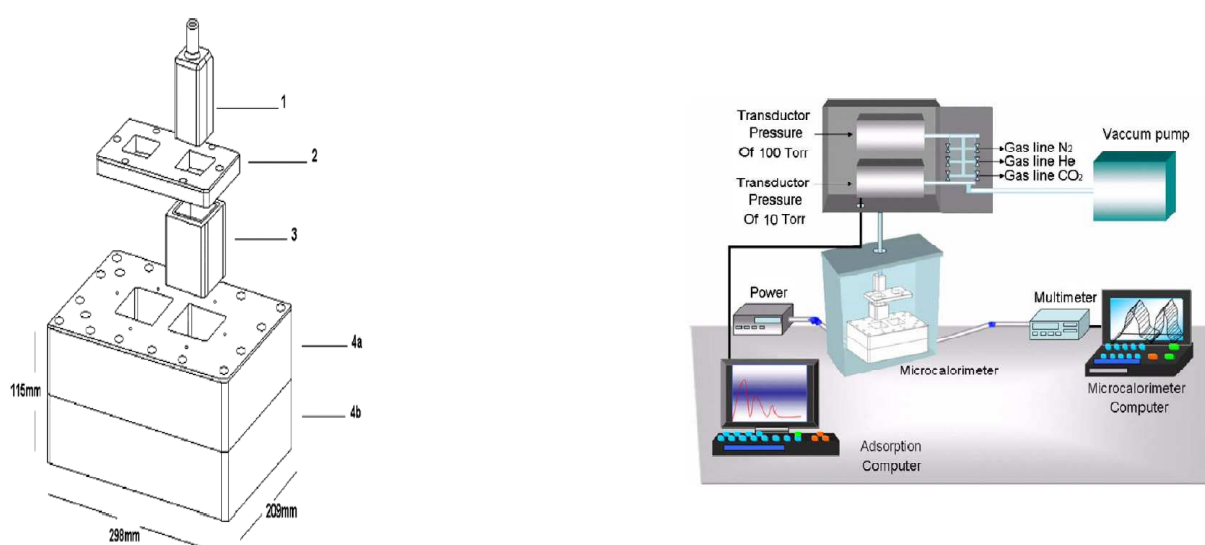 1
2
3
4a
4b
115mm
298mm
209mm
Transductor
Pressure
Of 100 Torr
Transductor
Pressure
Of 10 Torr
Gas line N₂
Gas line He
Gas line CO₂
Vaccum pump
Power
Multimeter
Microcalorimeter
Microcalorimeter
Computer
Adsorption
Computer